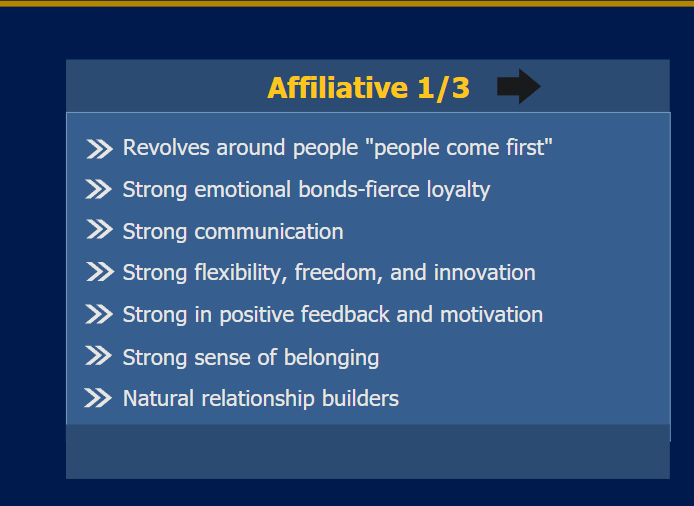 Affiliative 1/3
Revolves around people "people come first"
Strong emotional bonds-fierce loyalty
Strong communication
Strong flexibility, freedom, and innovation
Strong in positive feedback and motivation
Strong sense of belonging
Natural relationship builders